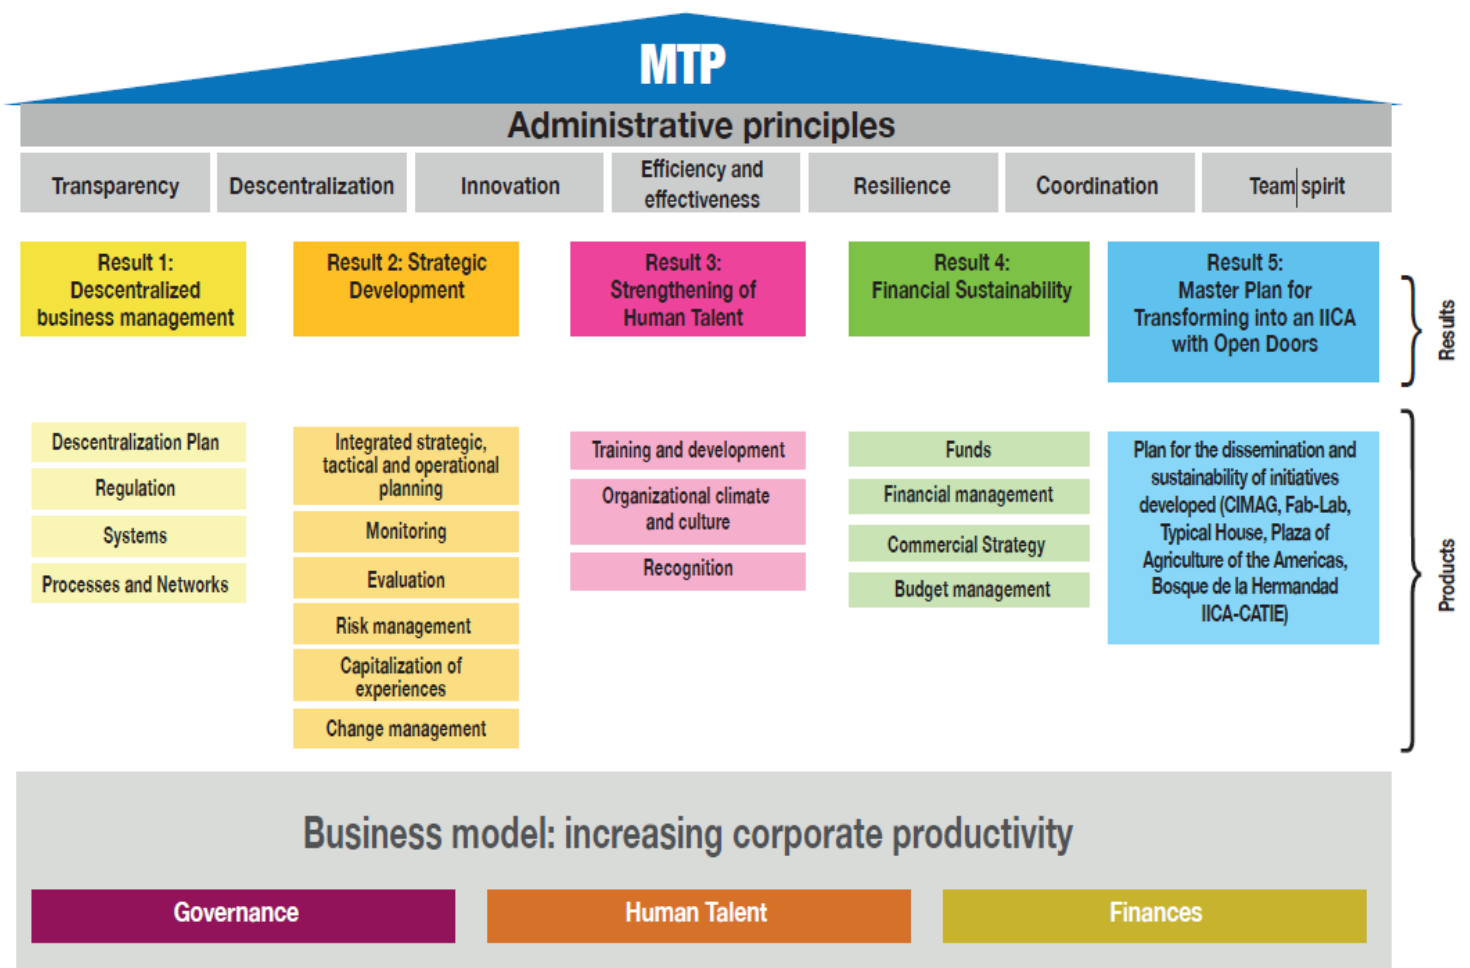 MTP
Administrative principles
Transparency
Descentralization
Innovation
Efficiency and
effectiveness
Resilience
Coordination
Team spirit
Result 1:
Descentralized
business management
Result 2: Strategic
Development
Result 3:
Strengthening of
Human Talent
Result 4:
Financial Sustainability
Result 5:
Master Plan for
Transforming into an IICA
with Open Doors
Results
Descentralization Plan
Regulation
Systems
Processes and Networks
Integrated strategic,
tactical and operational
planning
Monitoring
Evaluation
Risk management
Capitalization of
experiences
Change management
Training and development
Organizational climate
and culture
Recognition
Funds
Financial management
Commercial Strategy
Budget management
Plan for the dissemination and
sustainability of initiatives
developed (CIMAG, Fab-Lab,
Typical House, Plaza of
Agriculture of the Americas,
Bosque de la Hermandad
IICA-CATIE)
Products
Business model: increasing corporate productivity
Governance
Human Talent
Finances